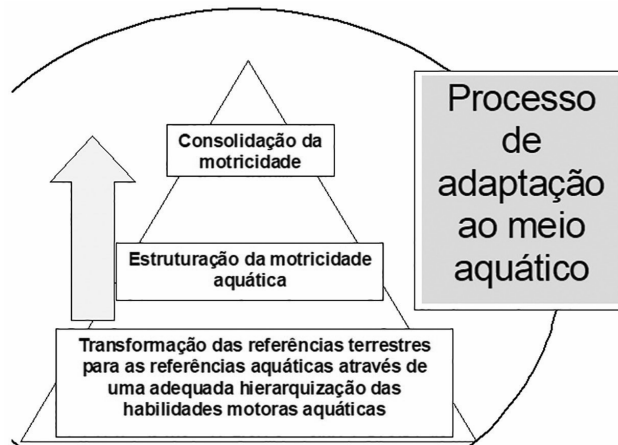 Consolidação da
motricidade
Estruturação da motricidade
aquática
Transformação das referências terrestres
para as referências aquáticas através de
uma adequada hierarquização das
habilidades motoras aquáticas
Processo
de
adaptação
ao meio
aquático